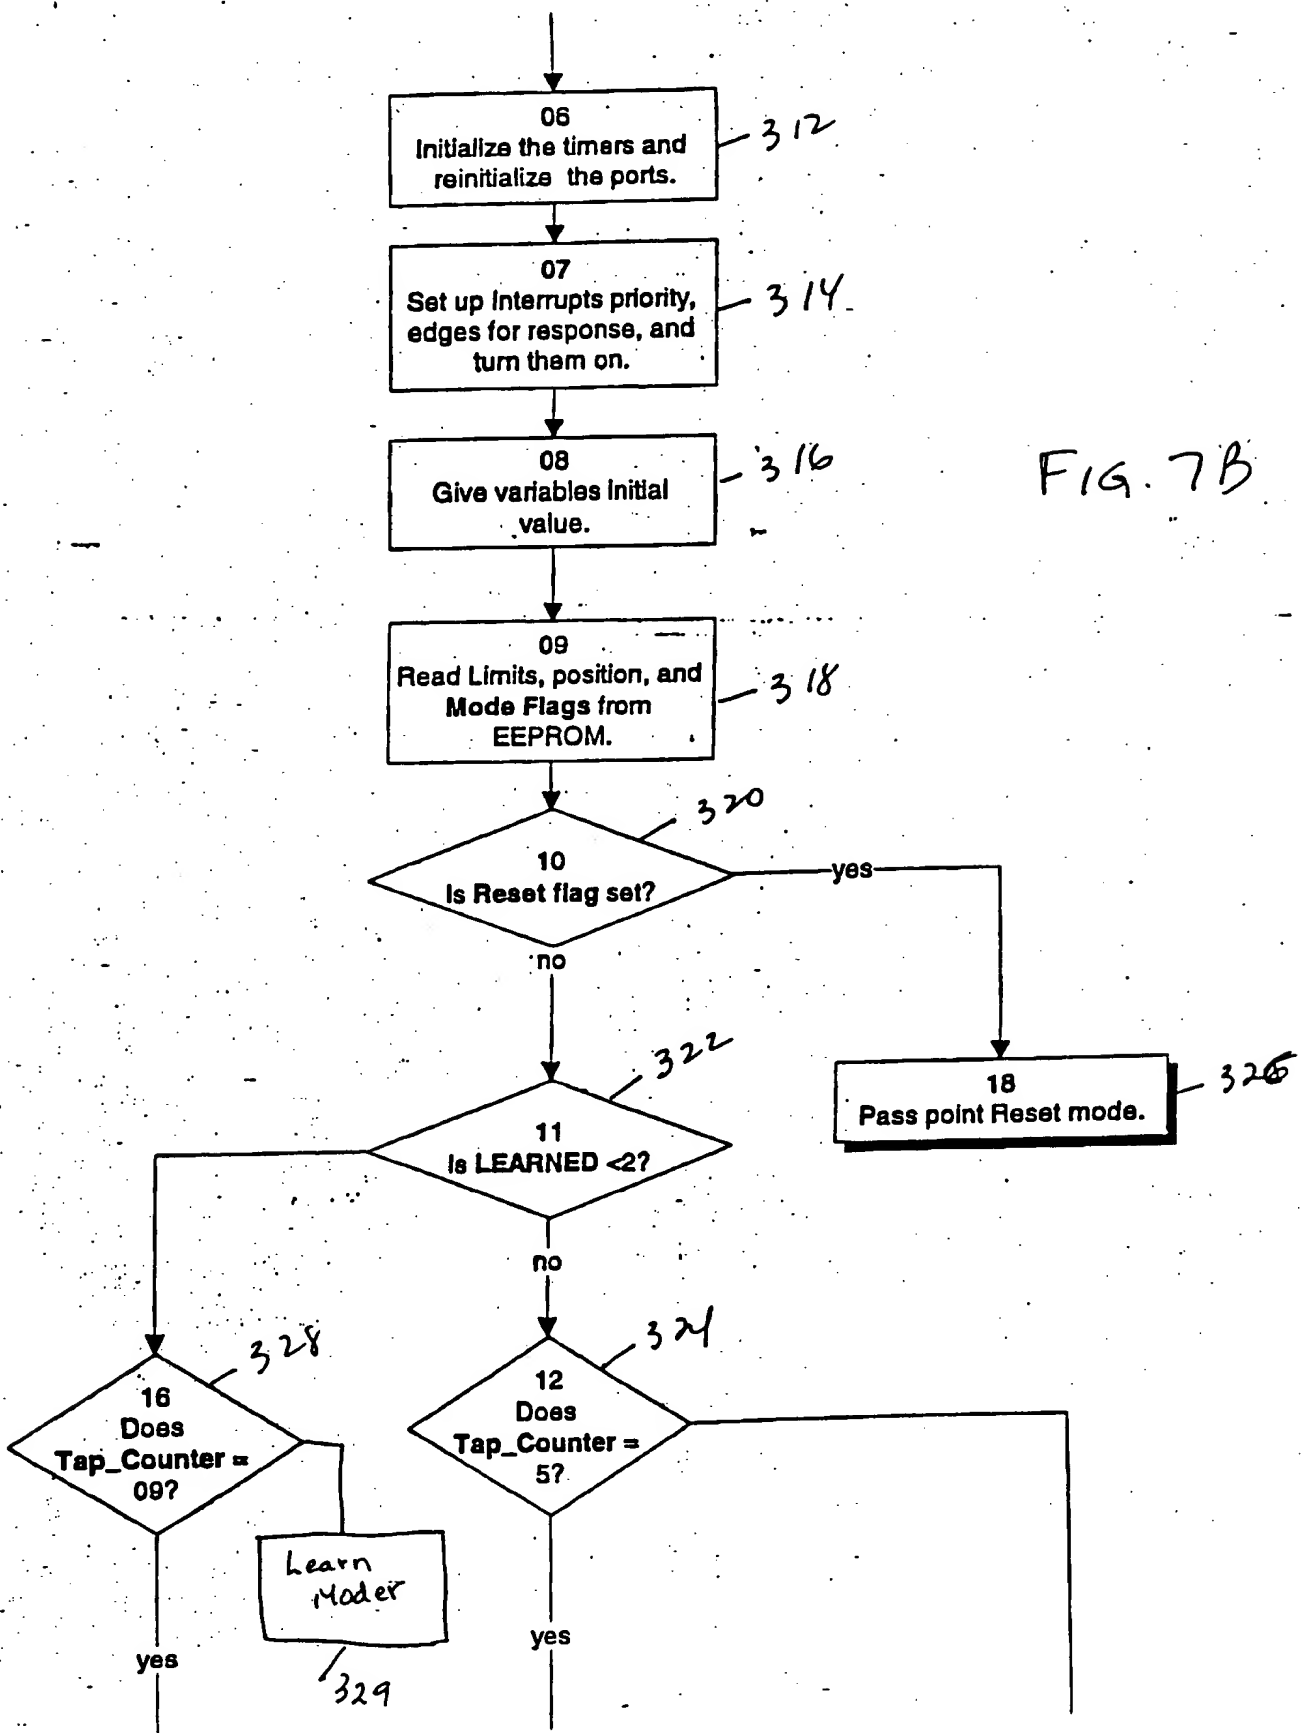 06
Initialize the timers and
reinitialize the ports.
312
07
Set up Interrupts priority,
edges for response, and
turn them on.
314
08
Give variables initial
value.
316
FIG. 7B
09
Read Limits, position, and
Mode Flags from
EEPROM.
318
320
10
Is Reset flag set?
yes
no
322
11
Is LEARNED <2?
18
Pass point Reset mode.
326
no
328
16
Does
Tap_Counter =
09?
324
12
Does
Tap_Counter =
5?
Learn
Moder
329
yes
yes